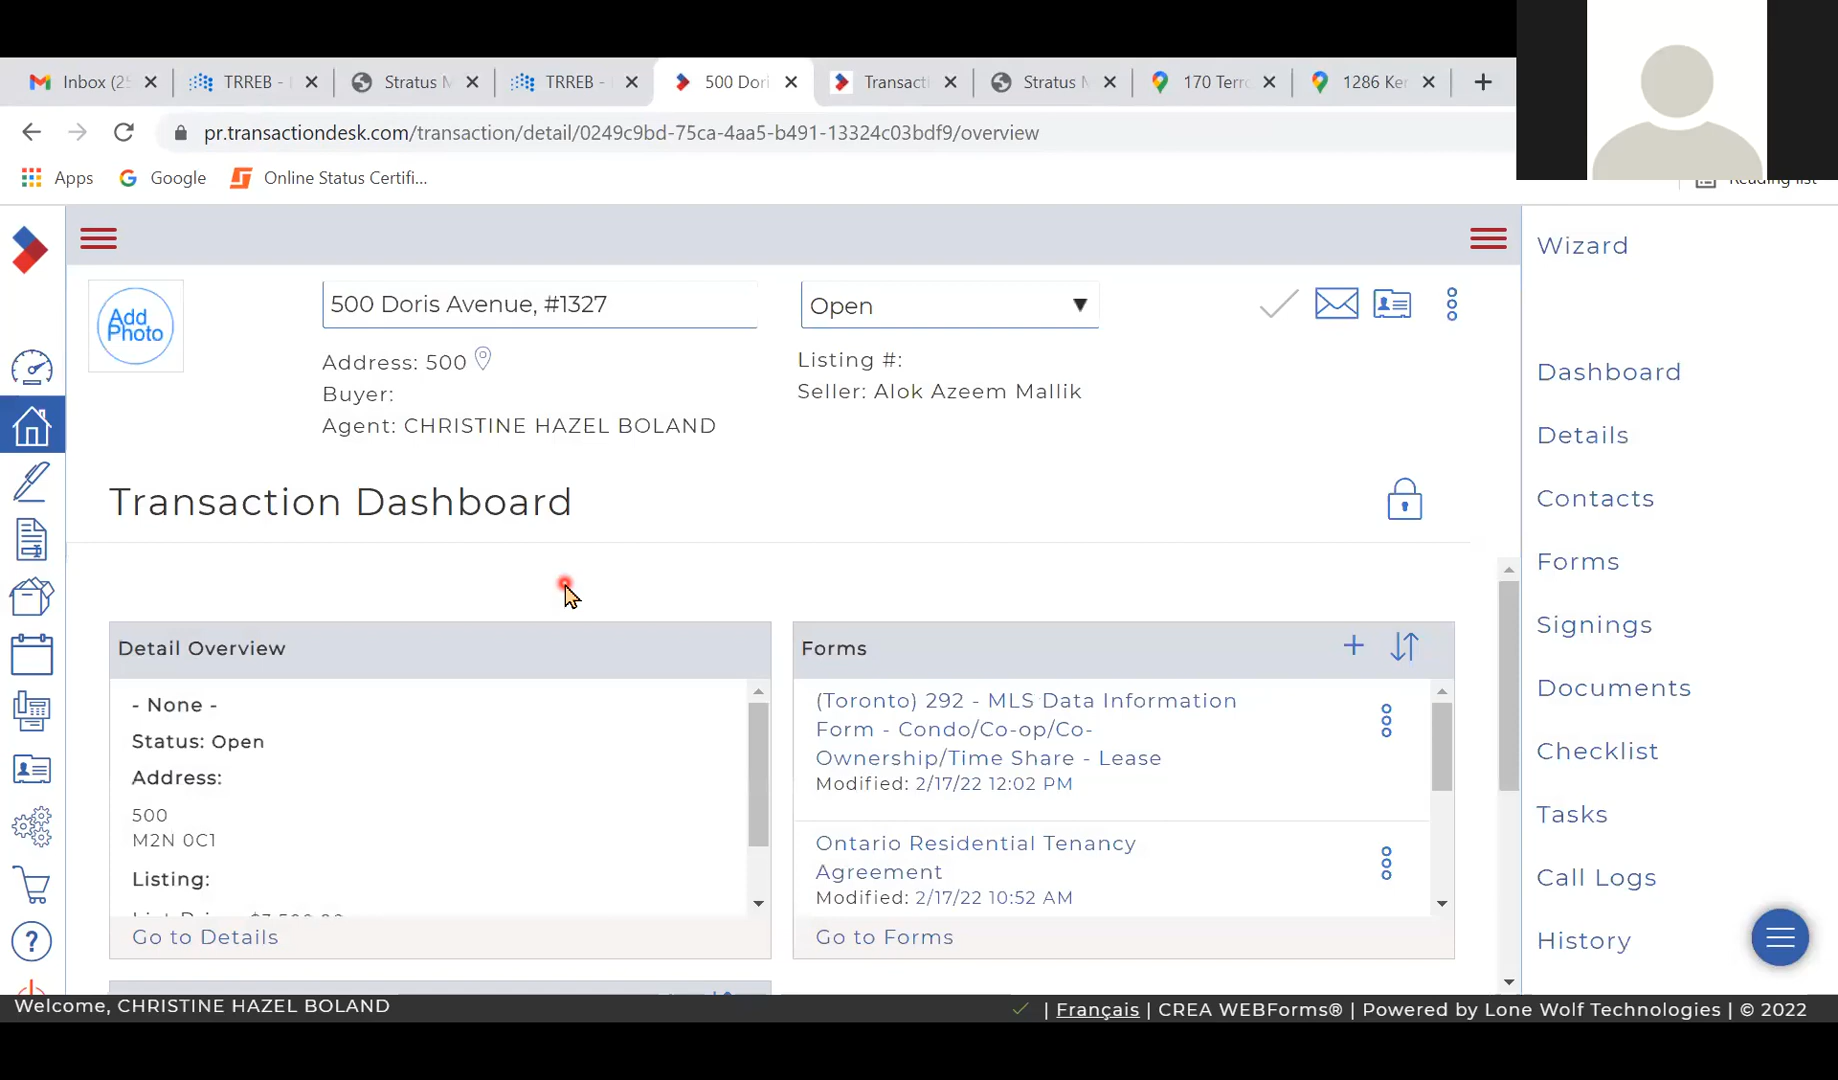 Inbox (25
TRREB -
Stratus M
TRREB -
500 Dori
Transacti
Stratus M
170 Terr
1286 Ker
pr.transactiondesk.com/transaction/detail/0249c9bd-75ca-4aa5-b491-13324c03bdf9/overview
Apps
Google
Online Status Certifi...
Reading list
Wizard
Add
Photo
500 Doris Avenue, #1327
Open
Address: 500
Buyer:
Agent: CHRISTINE HAZEL BOLAND
Listing #:
Seller: Alok Azeem Mallik
Transaction Dashboard
Dashboard
Details
Contacts
Forms
Signings
Documents
Checklist
Tasks
Call Logs
History
Detail Overview
- None -
Status: Open
Address:
500
M2N 0C1
Listing:
Go to Details
Forms
(Toronto) 292 - MLS Data Information
Form - Condo/Co-op/Co-
Ownership/Time Share - Lease
Modified: 2/17/22 12:02 PM
Ontario Residential Tenancy
Agreement
Modified: 2/17/22 10:52 AM
Go to Forms
Welcome, CHRISTINE HAZEL BOLAND
| Français | CREA WEBForms® | Powered by Lone Wolf Technologies | © 2022